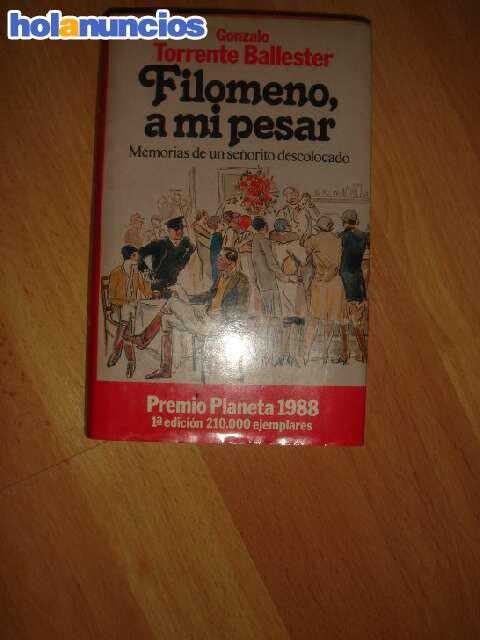 holanuncios
Gonzalo
Torrente Ballester
Filomeno,
a mi pesar
Memorias de un señorito descolocado
Premio Planeta 1988
1ª edición 210.000 ejemplares